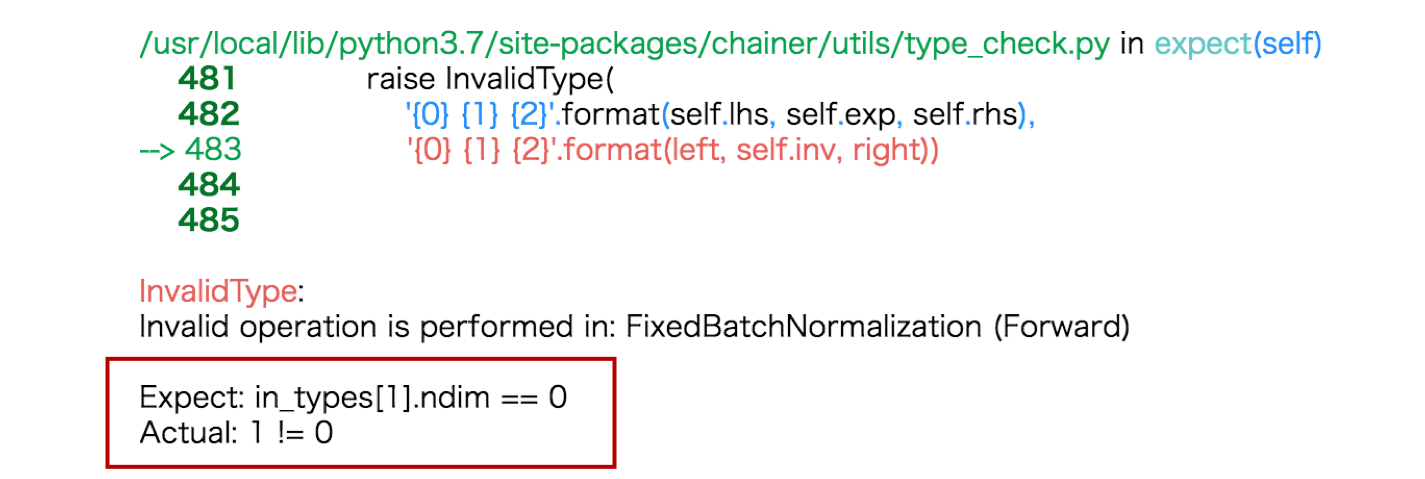 /usr/local/lib/python3.7/site-packages/chainer/utils/type_check.py in expect(self)
481 raise InvalidType(
482 '{0} {1} {2}'.format(self.lhs, self.exp, self.rhs),
--> 483 '{0} {1} {2}'.format(left, self.inv, right))
484
485
InvalidType:
Invalid operation is performed in: FixedBatchNormalization (Forward)
Expect: in_types[1].ndim == 0
Actual: 1 != 0